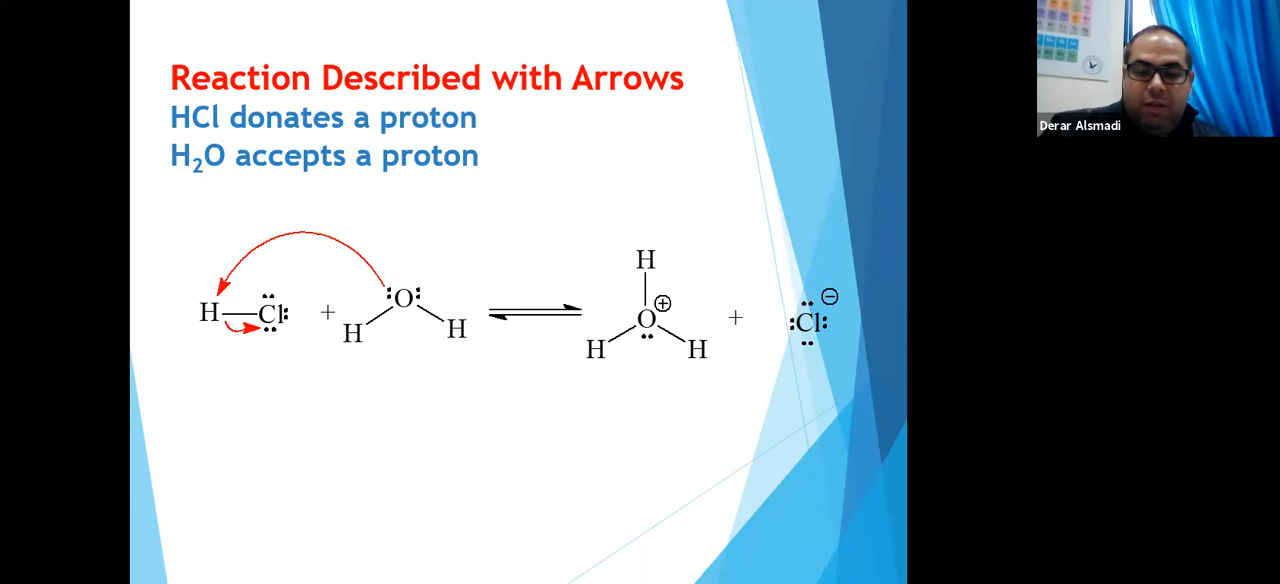 Reaction Described with Arrows
HCl donates a proton
H₂O accepts a proton
H—Cl + H O H ⇌ H O ⊕ H H + Cl ⊖
Derar Alsmadi